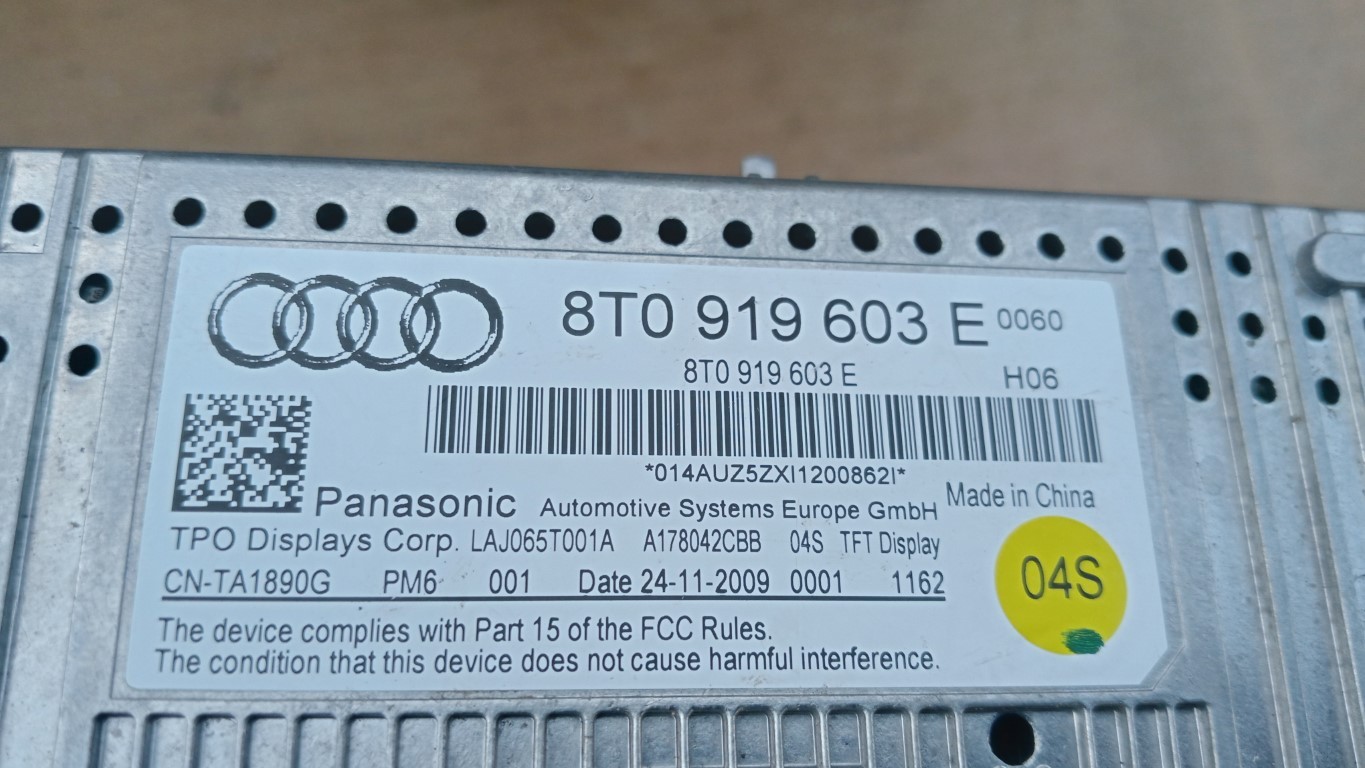 8T0 919 603 E 0060
8T0 919 603 E H06
*014AUZ5ZXI1200862I*
Panasonic Automotive Systems Europe GmbH Made in China
TPO Displays Corp. LAJ065T001A A178042CBB 04S TFT Display
04S
CN-TA1890G PM6 001 Date 24-11-2009 0001 1162
The device complies with Part 15 of the FCC Rules.
The condition that this device does not cause harmful interference.